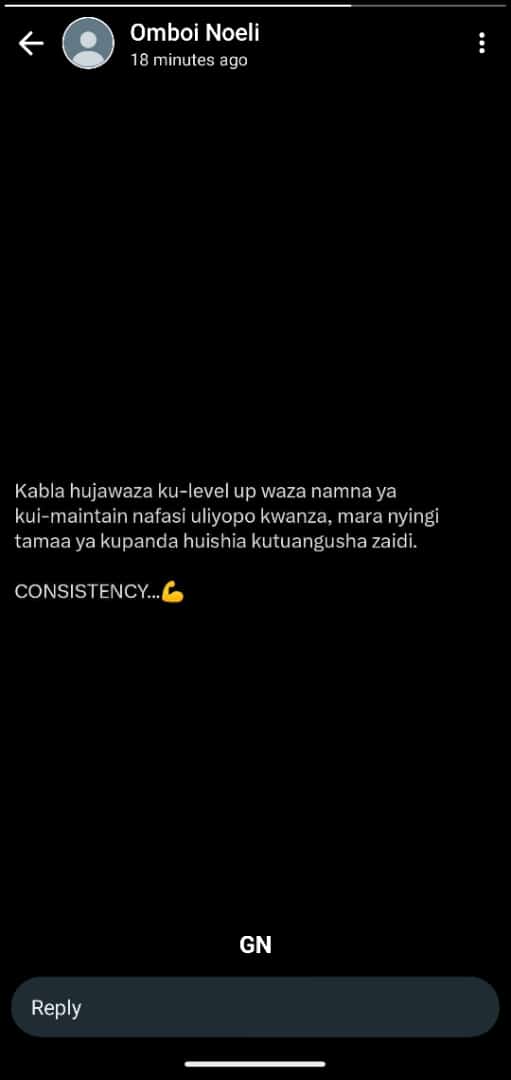 Omboi Noeli
18 minutes ago
Kabla hujawaza ku-level up waza namna ya
kui-maintain nafasi uliyopo kwanza, mara nyingi
tamaa ya kupanda huishia kutuangusha zaidi.
CONSISTENCY...💪
GN
Reply